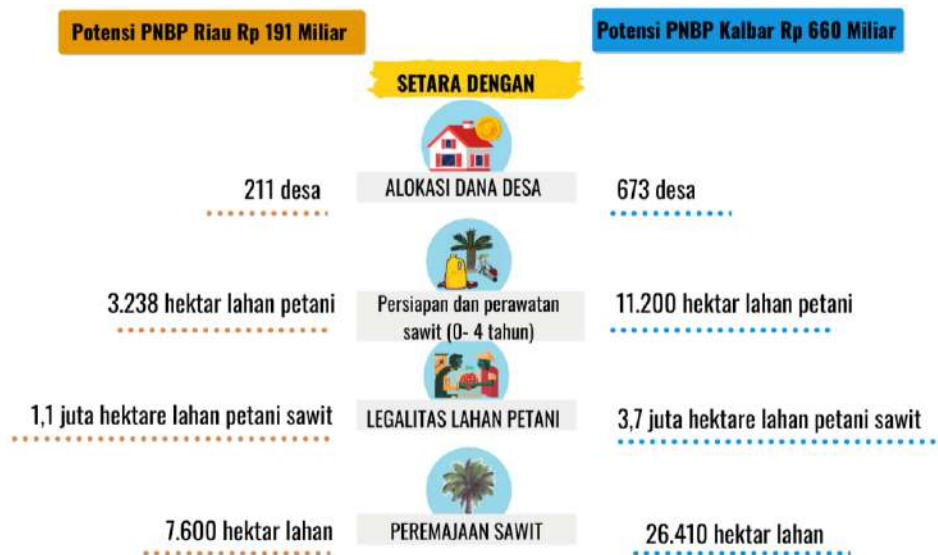 Potensi PNBP Riau Rp 191 Miliar
Potensi PNBP Kalbar Rp 660 Miliar
SETARA DENGAN
211 desa
ALOKASI DANA DESA
673 desa
3.238 hektar lahan petani
Persiapan dan perawatan
sawit (0- 4 tahun)
11.200 hektar lahan petani
1,1 juta hektare lahan petani sawit
LEGALITAS LAHAN PETANI
3,7 juta hektare lahan petani sawit
7.600 hektar lahan
PEREMAJAAN SAWIT
26.410 hektar lahan